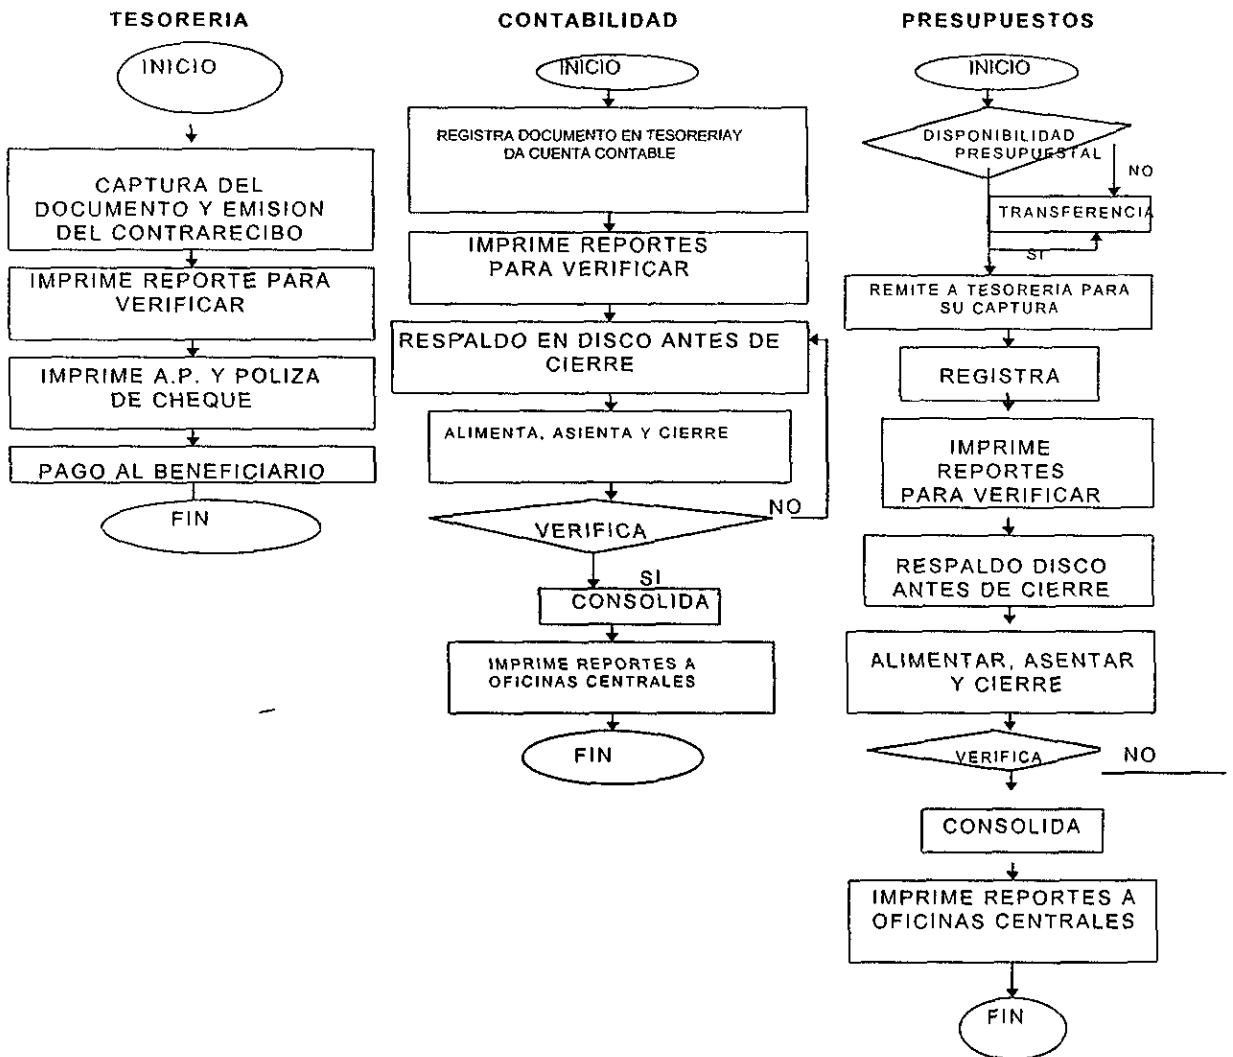 TESORERIA
INICIO
CAPTURA DEL
DOCUMENTO Y EMISION
DEL CONTRARECIBO
IMPRIME REPORTE PARA
VERIFICAR
IMPRIME A.P. Y POLIZA
DE CHEQUE
PAGO AL BENEFICIARIO
FIN
CONTABILIDAD
INICIO
REGISTRA DOCUMENTO EN TESORERIAY
DA CUENTA CONTABLE
IMPRIME REPORTES
PARA VERIFICAR
RESPALDO EN DISCO ANTES DE
CIERRE
ALIMENTA, ASIENTA Y CIERRE
VERIFICA
NO
SI
CONSOLIDA
IMPRIME REPORTES A
OFICINAS CENTRALES
FIN
PRESUPUESTOS
INICIO
DISPONIBILIDAD
PRESUPUESTAL
NO
TRANSFERENCIA
SI
REMITE A TESORERIA PARA
SU CAPTURA
REGISTRA
IMPRIME
REPORTES
PARA VERIFICAR
RESPALDO DISCO
ANTES DE CIERRE
ALIMENTAR, ASENTAR
Y CIERRE
VERIFICA
NO
CONSOLIDA
IMPRIME REPORTES A
OFICINAS CENTRALES
FIN